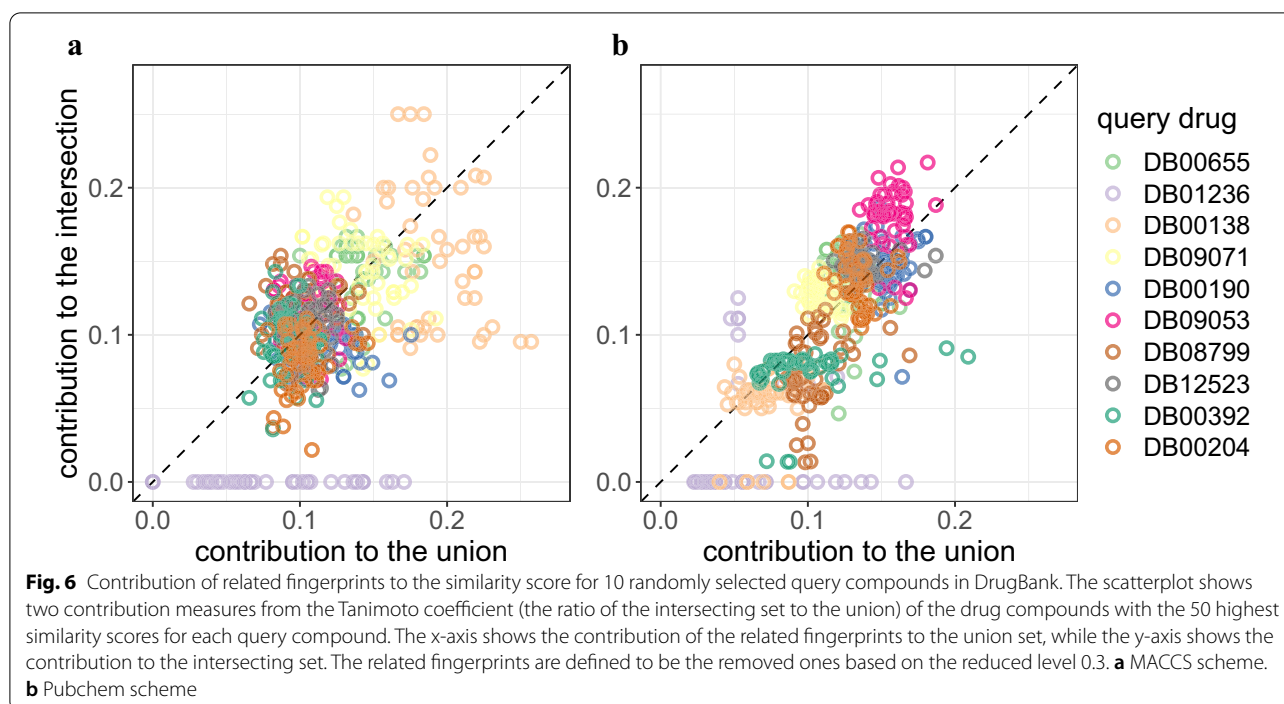 a
b
contribution to the intersection
0.2
0.1
0.0
0.0
0.1
0.2
contribution to the union
0.0
0.1
0.2
contribution to the union
query drug
DB00655
DB01236
DB00138
DB09071
DB00190
DB09053
DB08799
DB12523
DB00392
DB00204
Fig. 6 Contribution of related fingerprints to the similarity score for 10 randomly selected query compounds in DrugBank. The scatterplot shows
two contribution measures from the Tanimoto coefficient (the ratio of the intersecting set to the union) of the drug compounds with the 50 highest
similarity scores for each query compound. The x-axis shows the contribution of the related fingerprints to the union set, while the y-axis shows the
contribution to the intersecting set. The related fingerprints are defined to be the removed ones based on the reduced level 0.3. a MACCS scheme.
b Pubchem scheme